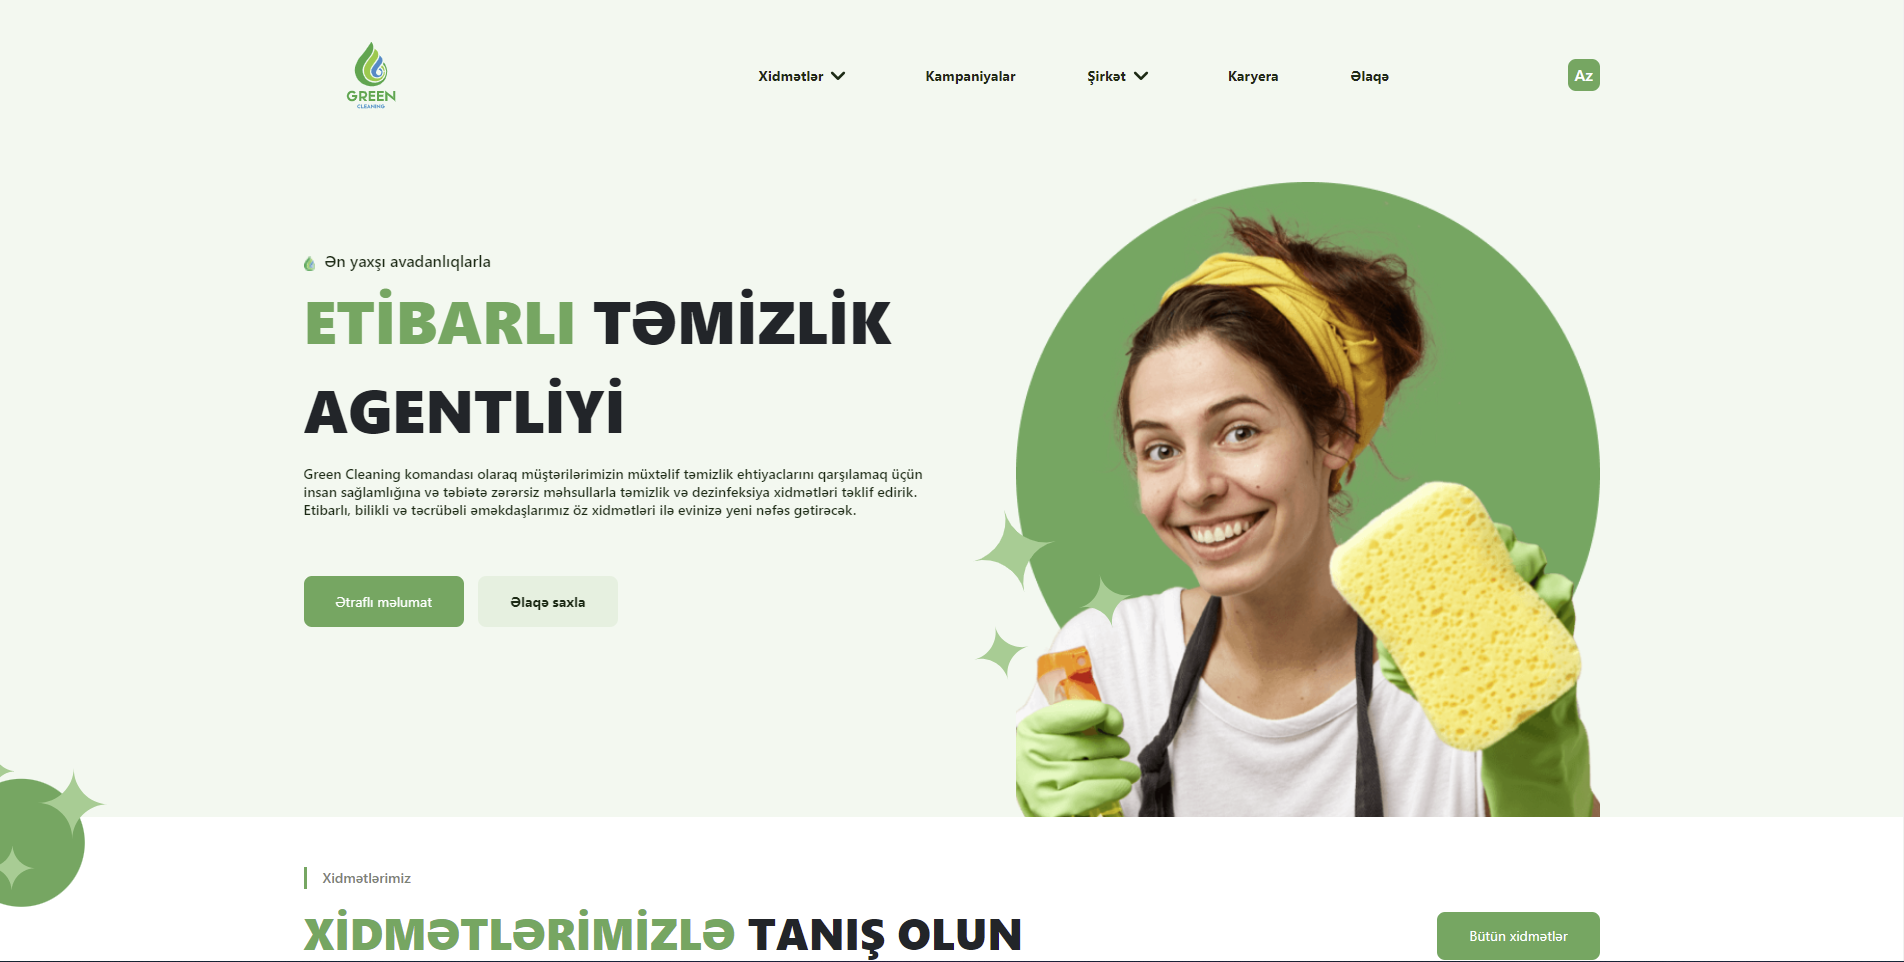 GREEN
CLEANING
Xidmətlər
Kampaniyalar
Şirkət
Karyera
Əlaqə
Az
Ən yaxşı avadanlıqlarla
ETİBARLI TƏMİZLİK
AGENTLİYİ
Green Cleaning komandası olaraq müştərilərimizin müxtəlif təmizlik ehtiyaclarını qarşılamaq üçün
insan sağlamlığına və təbiətə zərərsiz məhsullarla təmizlik və dezinfeksiya xidmətləri təklif edirik.
Etibarlı, bilikli və təcrübəli əməkdaşlarımız öz xidmətləri ilə evinizə yeni nəfəs gətirəcək.
Ətraflı məlumat
Əlaqə saxla
Xidmətlərimiz
XİDMƏTLƏRİMİZLƏ TANIŞ OLUN
Bütün xidmətlər